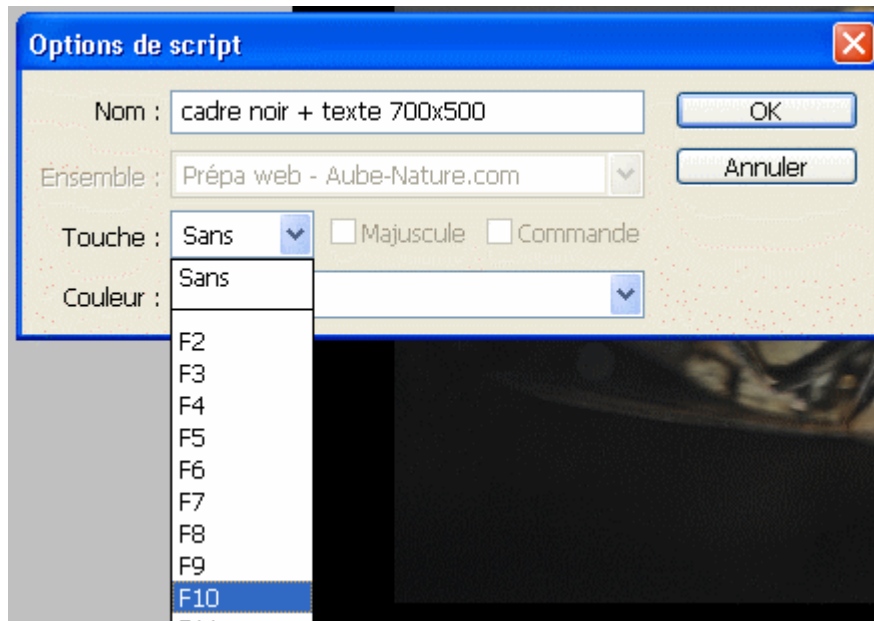 Options de script
Nom : cadre noir + texte 700x500
OK
Ensemble : Prépa web - Aube-Nature.com
Annuler
Touche : Sans Majuscule Commande
Couleur :
Sans
F2
F3
F4
F5
F6
F7
F8
F9
F10